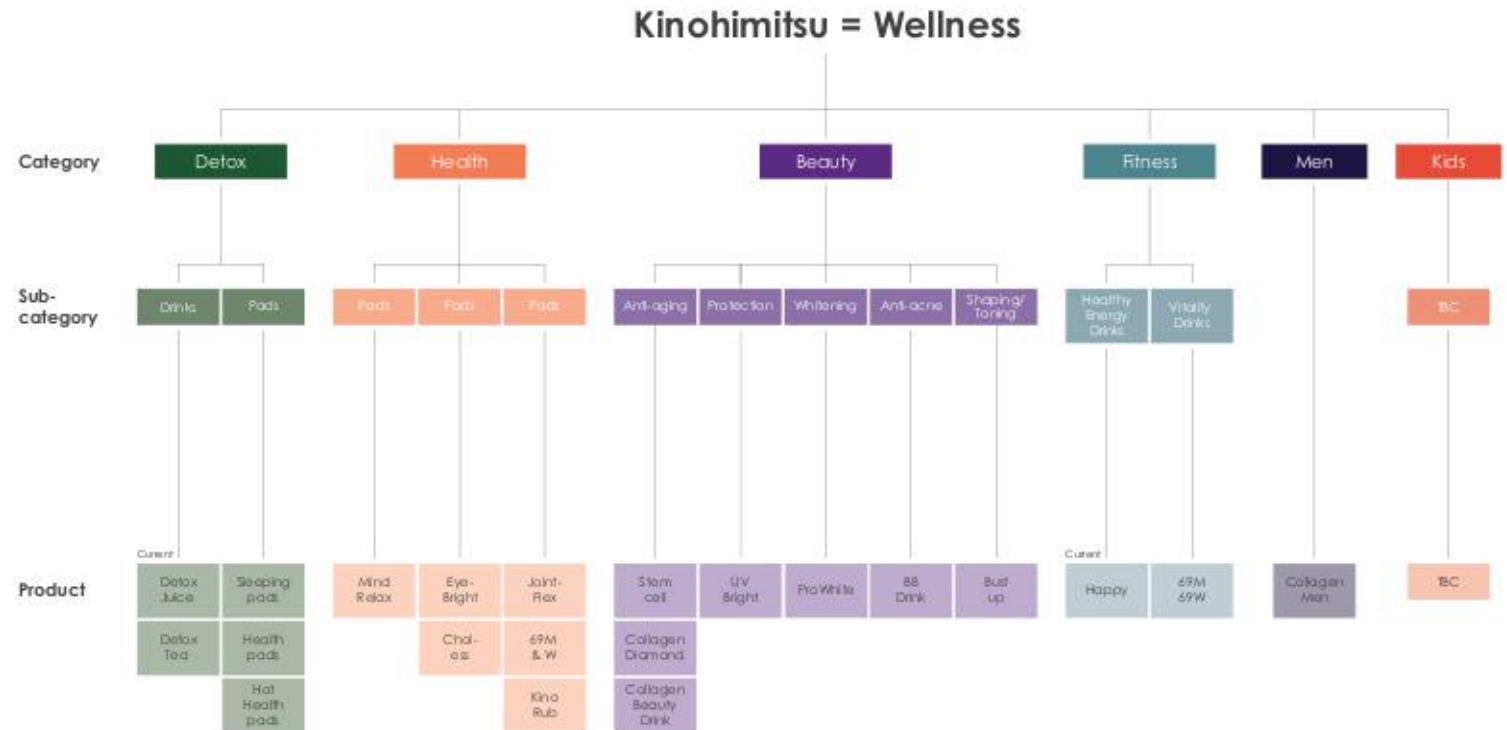 Kinohimitsu = Wellness
Category
Detox
Health
Beauty
Fitness
Men
Kids
Sub-
category
Drinks
Pads
Pads
Pads
Pads
Anti-aging
Protection
Whitening
Anti-acne
Shaping/
Toning
Healthy
Energy
Drinks
Vitality
Drinks
TBC
Product
Current
Detox
Juice
Detox
Tea
Sleeping
pads
Health
pads
Hot
Health
pads
Mind
Relax
Eye-
Bright
Chol-
ess
Joint-
Flex
69M
& W
Kino
Rub
Stem
cell
Collagen
Diamond
Collagen
Beauty
Drink
UV
Bright
ProWhite
BB
Drink
Bust
up
Current
Happy
69M
69W
Collagen
Men
TBC